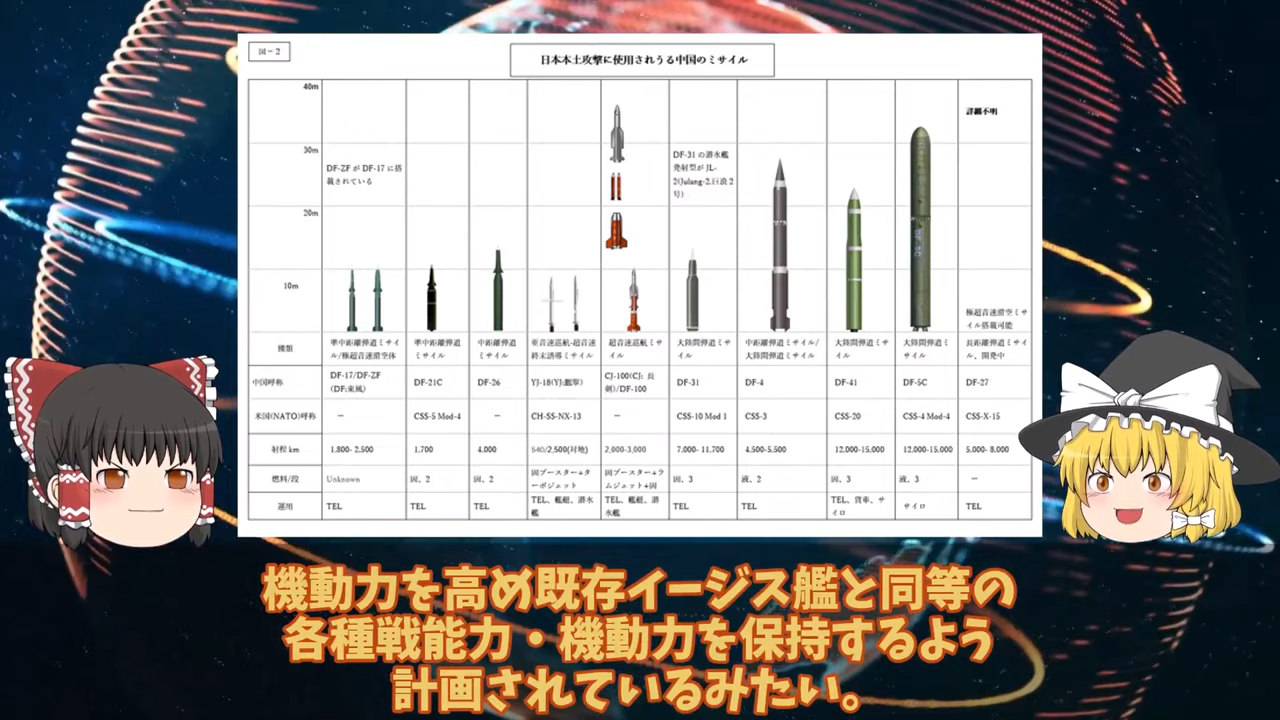 図－2
日本本土攻撃に使用されうる中国のミサイル
40m
30m
20m
10m
DF-ZF が DF-17 に搭
載されている
DF-31 の潜水艦
発射型が JL-
2(Julang-2.巨浪 2
号)
詳細不明
極超音速滑空ミサ
イル搭載可能
種類
準中距離弾道ミサイ
ル/極超音速滑空体
準中距離弾道
ミサイル
中距離弾道
ミサイル
亜音速巡航-超音速
終末誘導ミサイル
超音速巡航ミサ
イル
大陸間弾道ミサ
イル
中距離弾道ミサイル/
大陸間弾道ミサイル
大陸間弾道ミサ
イル
大陸間弾道ミ
サイル
長距離弾道ミサイ
ル、開発中
中国呼称
DF-17/DF-ZF
(DF;東風)
DF-21C
DF-26
YJ-18(YJ;鷹撃)
CJ-100(CJ; 長
剣)/DF-100
DF-31
DF-4
DF-41
DF-5C
DF-27
米国(NATO)呼称
－
CSS-5 Mod-4
－
CH-SS-NX-13
－
CSS-10 Mod 1
CSS-3
CSS-20
CSS-4 Mod-4
CSS-X-15
射程 km
1,800- 2,500
1,700
4,000
540/2,500(対地)
2,000-3,000
7,000- 11,700
4,500-5,500
12,000-15,000
12,000-15,000
5,000- 8,000
燃料/段
Unknown
固、2
固、2
固ブースター+タ
ーボジェット
固ブースター+ラ
ムジェット+固
固、3
液、2
固、3
液、3
－
運用
TEL
TEL
TEL
TEL、艦艇、潜水
艦
TEL、艦艇、潜
水艦
TEL
TEL
TEL、貨車、サ
イロ
サイロ
TEL
機動力を高め既存イージス艦と同等の
各種戦能力・機動力を保持するよう
計画されているみたい。